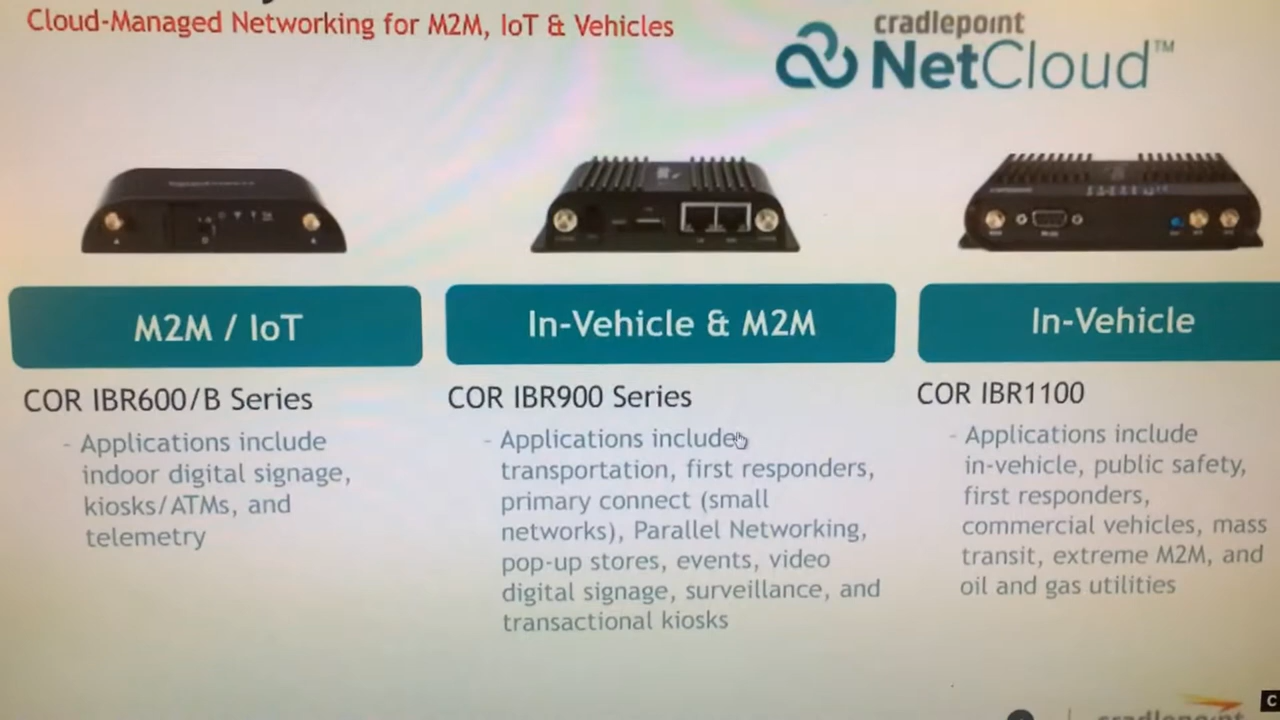 Cloud-Managed Networking for M2M, IoT & Vehicles
cradlepoint
NetCloud™
M2M / IoT
In-Vehicle & M2M
In-Vehicle
COR IBR600/B Series
- Applications include
indoor digital signage,
kiosks/ATMs, and
telemetry
COR IBR900 Series
- Applications include
transportation, first responders,
primary connect (small
networks), Parallel Networking,
pop-up stores, events, video
digital signage, surveillance, and
transactional kiosks
COR IBR1100
- Applications include
in-vehicle, public safety,
first responders,
commercial vehicles, mass
transit, extreme M2M, and
oil and gas utilities
cradlepoint
C